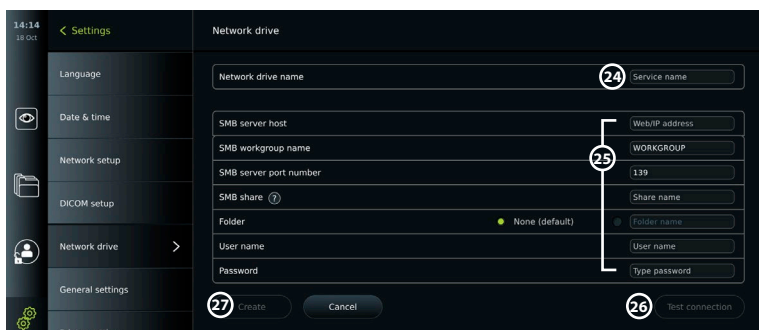 14:14
18 Oct
Settings
Network drive
Language
Date & time
Network setup
DICOM setup
Network drive
General settings
Network drive name 24 Service name
SMB server host Web/IP address
SMB workgroup name WORKGROUP
25
SMB server port number 139
SMB share ? Share name
Folder None (default) Folder name
User name User name
Password Type password
27 Create Cancel 26 Test connection